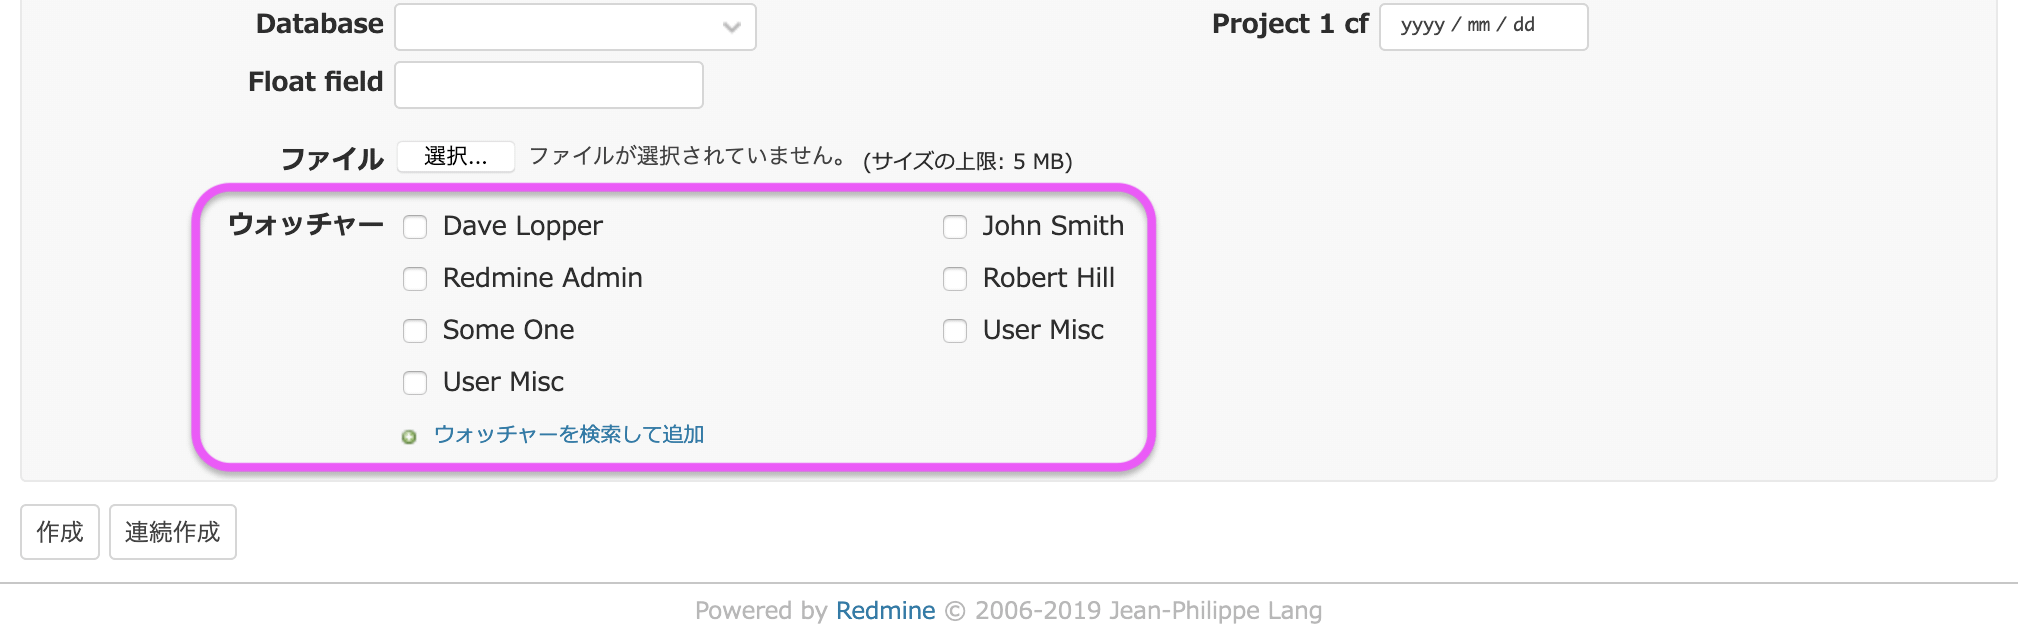 Database Project 1 cf yyyy / mm / dd
Float field
ファイル 選択... ファイルが選択されていません。 (サイズの上限: 5 MB)
ウォッチャー Dave Lopper John Smith
Redmine Admin Robert Hill
Some One User Misc
User Misc
ウォッチャーを検索して追加
作成 連続作成
Powered by Redmine © 2006-2019 Jean-Philippe Lang